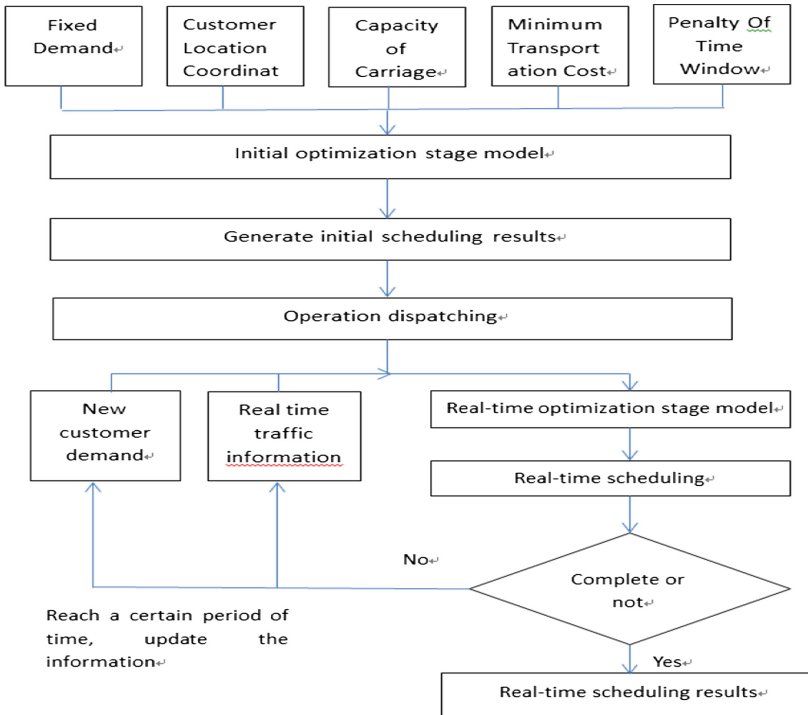 Fixed
Demand
Customer
Location
Coordinat
Capacity
of
Carriage
Minimum
Transport
ation Cost
Penalty Of
Time
Window
Initial optimization stage model
Generate initial scheduling results
Operation dispatching
New
customer
demand
Real time
traffic
information
Real-time optimization stage model
Real-time scheduling
No
Complete or
not
Reach a certain period of
time, update the
information
Yes
Real-time scheduling results